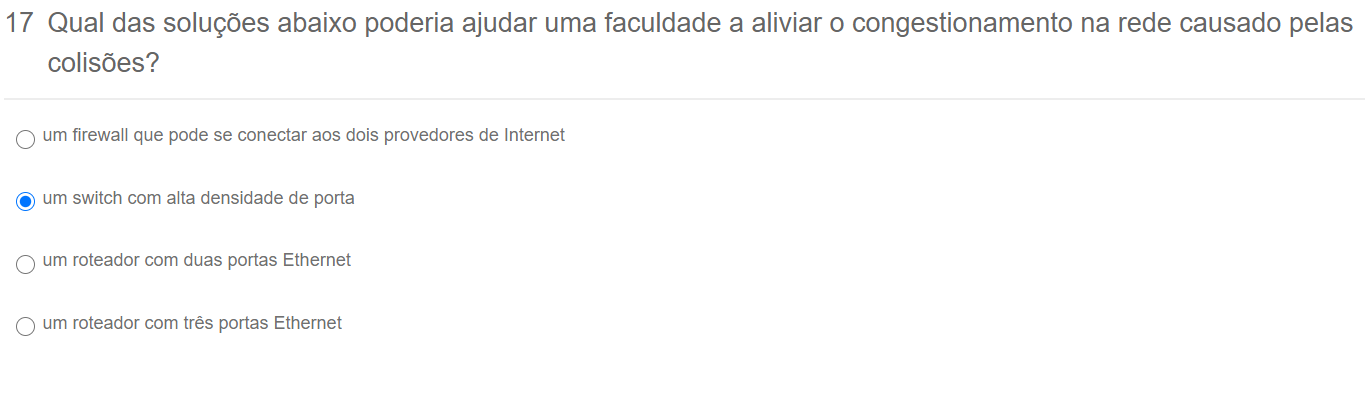 17 Qual das soluções abaixo poderia ajudar uma faculdade a aliviar o congestionamento na rede causado pelas
colisões?
um firewall que pode se conectar aos dois provedores de Internet
um switch com alta densidade de porta
um roteador com duas portas Ethernet
um roteador com três portas Ethernet